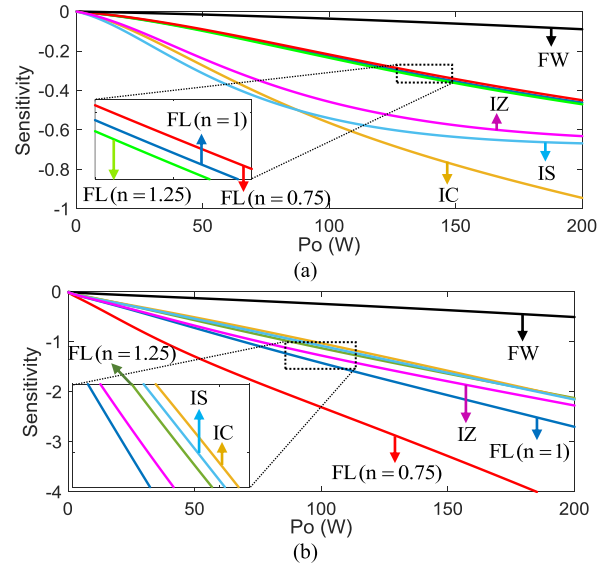 0
-0.2
-0.4
-0.6
-0.8
-1
Sensitivity
FW
IZ
IS
IC
FL(n=1)
FL(n=1.25)
FL(n=0.75)
0 50 100 150 200
Po (W)
(a)
0
-1
-2
-3
-4
Sensitivity
FW
FL(n=1.25)
IS
IC
IZ
FL(n=1)
FL(n=0.75)
0 50 100 150 200
Po (W)
(b)